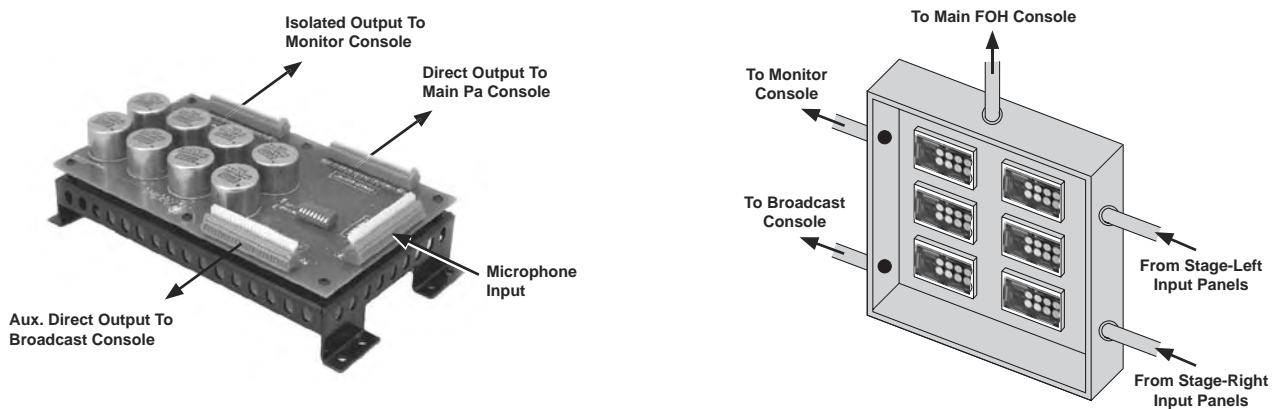 Isolated Output To
Monitor Console
Direct Output To
Main Pa Console
Microphone
Input
Aux. Direct Output To
Broadcast Console
To Main FOH Console
To Monitor
Console
To Broadcast
Console
From Stage-Left
Input Panels
From Stage-Right
Input Panels